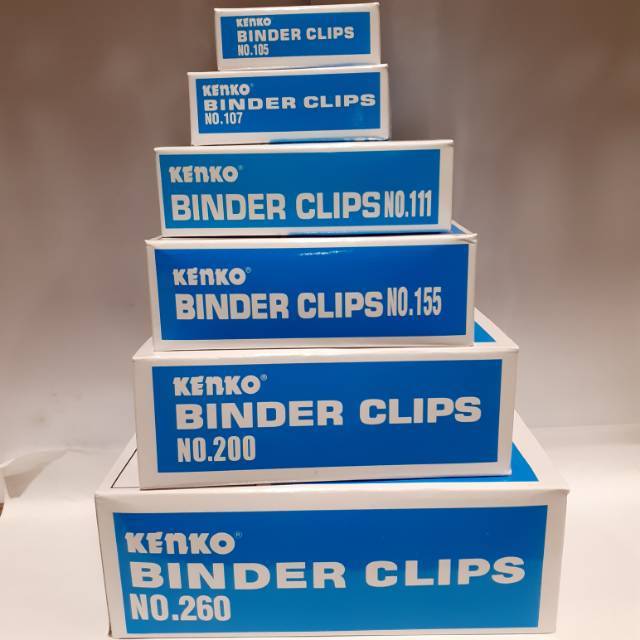 KENKO
BINDER CLIPS
NO.105
KENKO®
BINDER CLIPS
NO.107
KENKO®
BINDER CLIPS NO.111
KENKO®
BINDER CLIPS NO.155
KENKO®
BINDER CLIPS
NO.200
KENKO®
BINDER CLIPS
NO.260